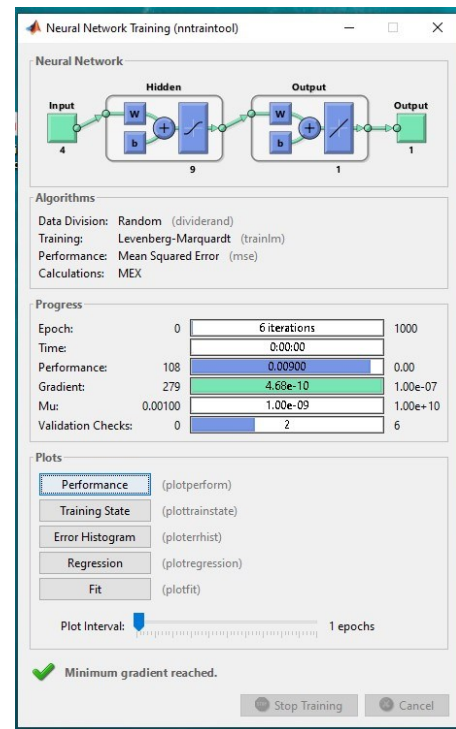 Neural Network Training (nntraintool)
Neural Network
Hidden
Output
Input
W
W
Output
b
b
4
9
1
1
Algorithms
Data Division: Random (dividerand)
Training: Levenberg-Marquardt (trainlm)
Performance: Mean Squared Error (mse)
Calculations: MEX
Progress
Epoch: 0 6 iterations 1000
Time: 0:00:00
Performance: 108 0.00900 0.00
Gradient: 279 4.68e-10 1.00e-07
Mu: 0.00100 1.00e-09 1.00e+10
Validation Checks: 0 2 6
Plots
Performance (plotperform)
Training State (plottrainstate)
Error Histogram (ploterrhist)
Regression (plotregression)
Fit (plotfit)
Plot Interval: 1 epochs
Minimum gradient reached.
Stop Training Cancel